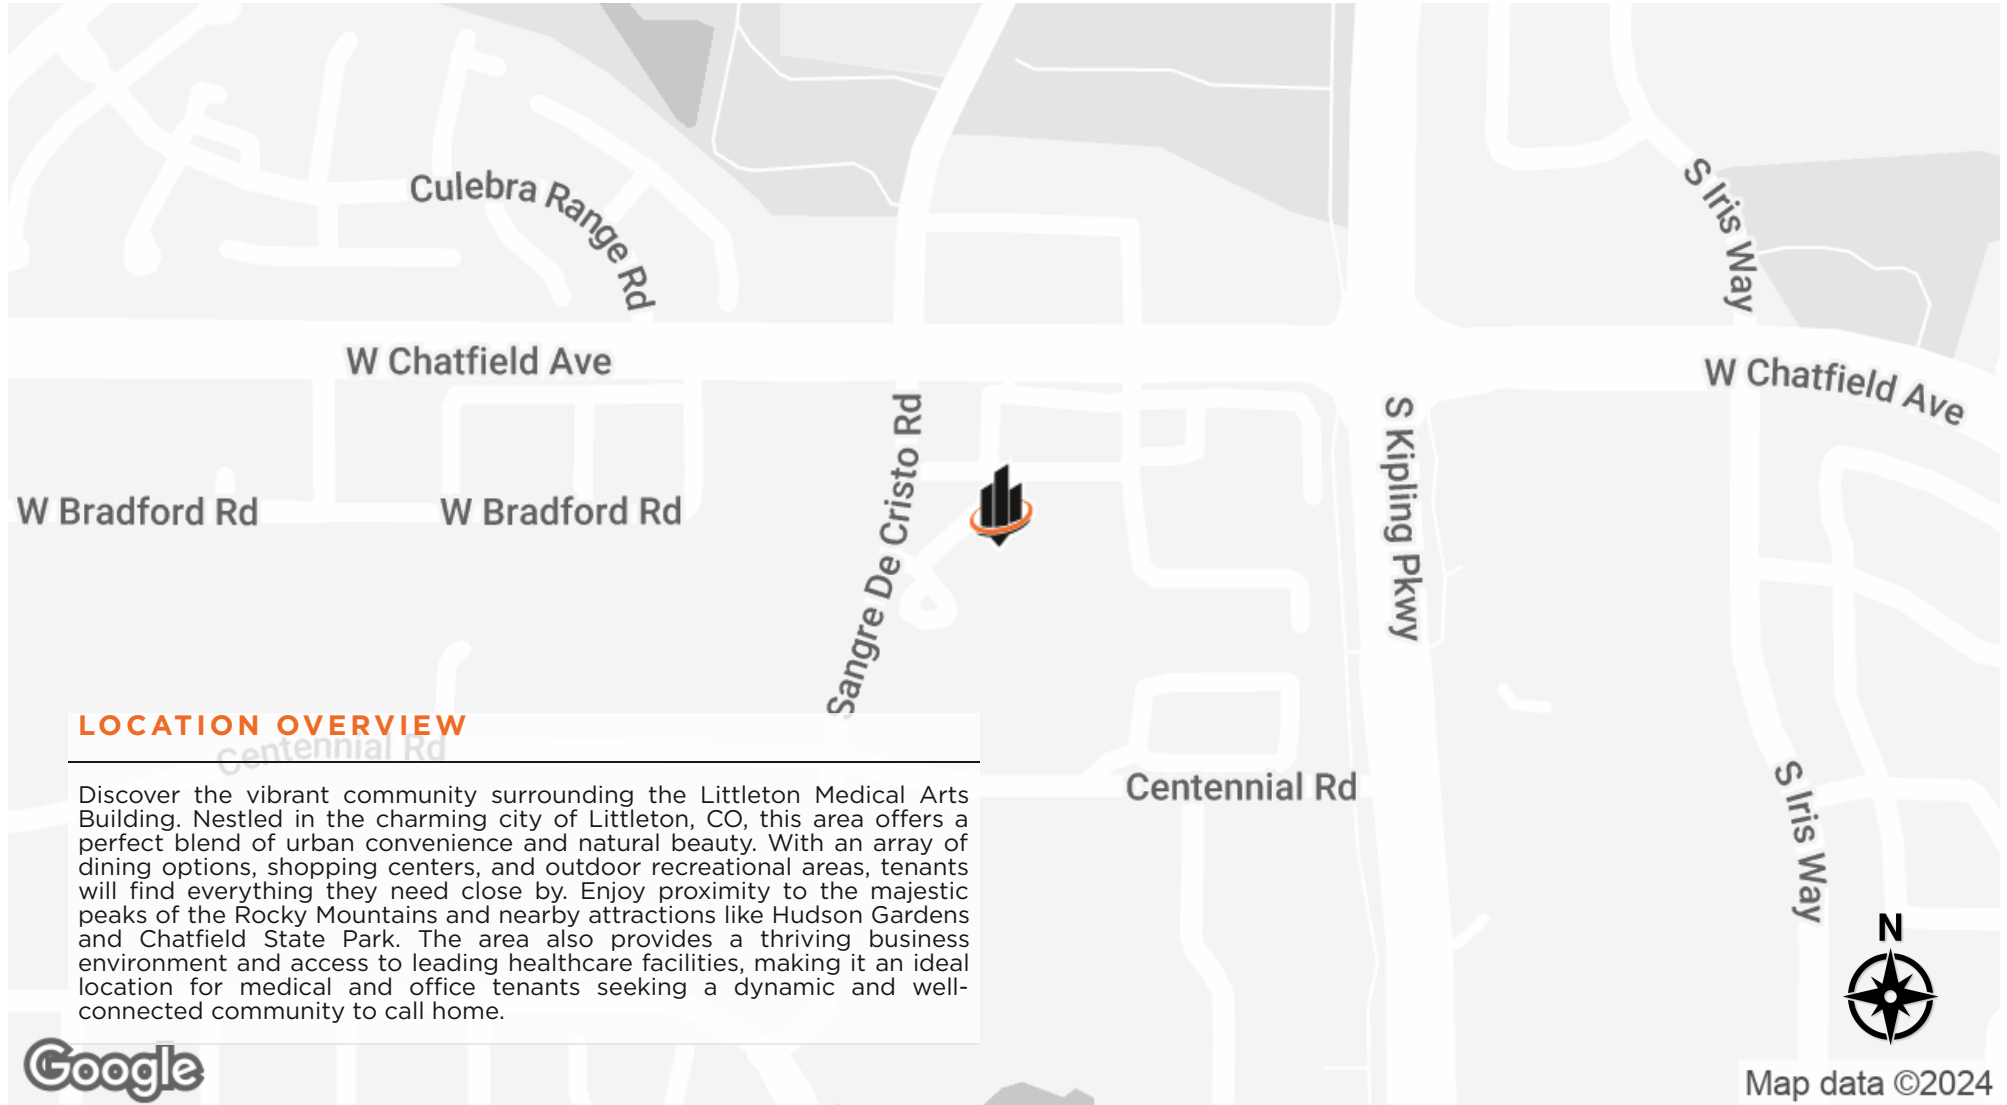 Culebra Range Rd
S Iris Way
W Chatfield Ave
W Chatfield Ave
Sangre De Cristo Rd
S Kipling Pkwy
W Bradford Rd
W Bradford Rd
LOCATION OVERVIEW
Centennial Rd
Centennial Rd
S Iris Way
Discover the vibrant community surrounding the Littleton Medical Arts
Building. Nestled in the charming city of Littleton, CO, this area offers a
perfect blend of urban convenience and natural beauty. With an array of
dining options, shopping centers, and outdoor recreational areas, tenants
will find everything they need close by. Enjoy proximity to the majestic
peaks of the Rocky Mountains and nearby attractions like Hudson Gardens
and Chatfield State Park. The area also provides a thriving business
environment and access to leading healthcare facilities, making it an ideal
location for medical and office tenants seeking a dynamic and well-
connected community to call home.
N
Google
Map data ©2024